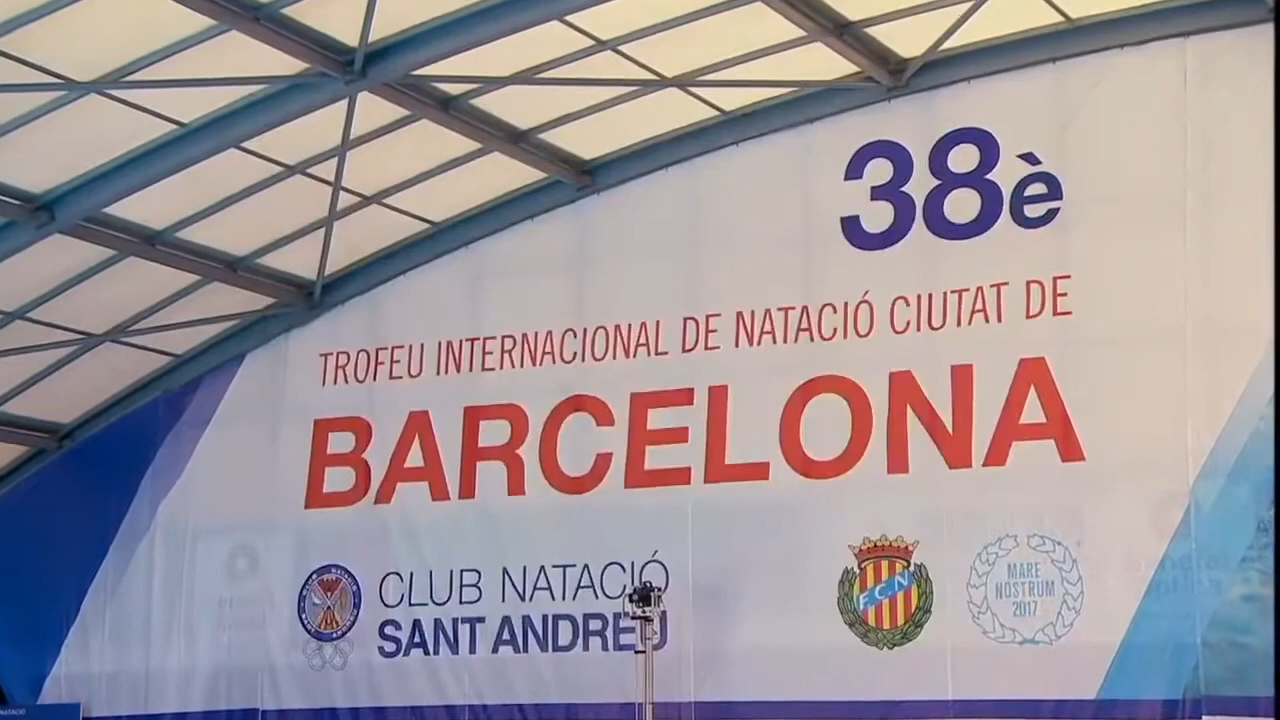 38è
TROFEU INTERNACIONAL DE NATACIÓ CIUTAT DE
BARCELONA
CLUB NATACIÓ
SANT ANDREU
F.C.N
MARE
NOSTRUM
2017